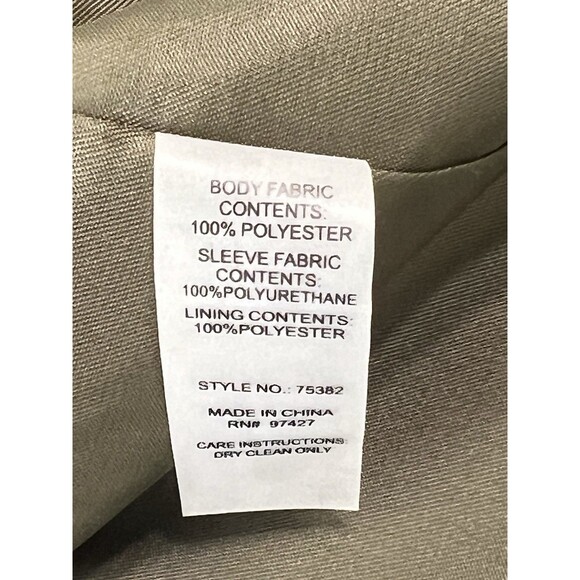 BODY FABRIC
CONTENTS:
100% POLYESTER
SLEEVE FABRIC
CONTENTS:
100%POLYURETHANE
LINING CONTENTS:
100%POLYESTER
STYLE NO.: 75382
MADE IN CHINA
RN# 97427
CARE INSTRUCTIONS:
DRY CLEAN ONLY